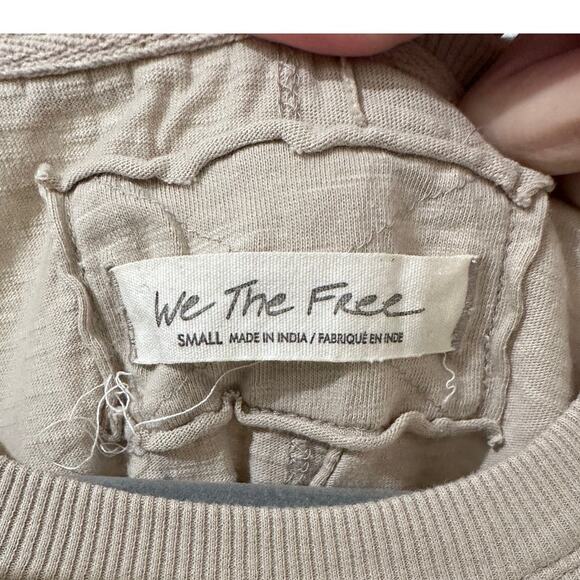 We The Free
SMALL MADE IN INDIA / FABRIQUÉ EN INDE